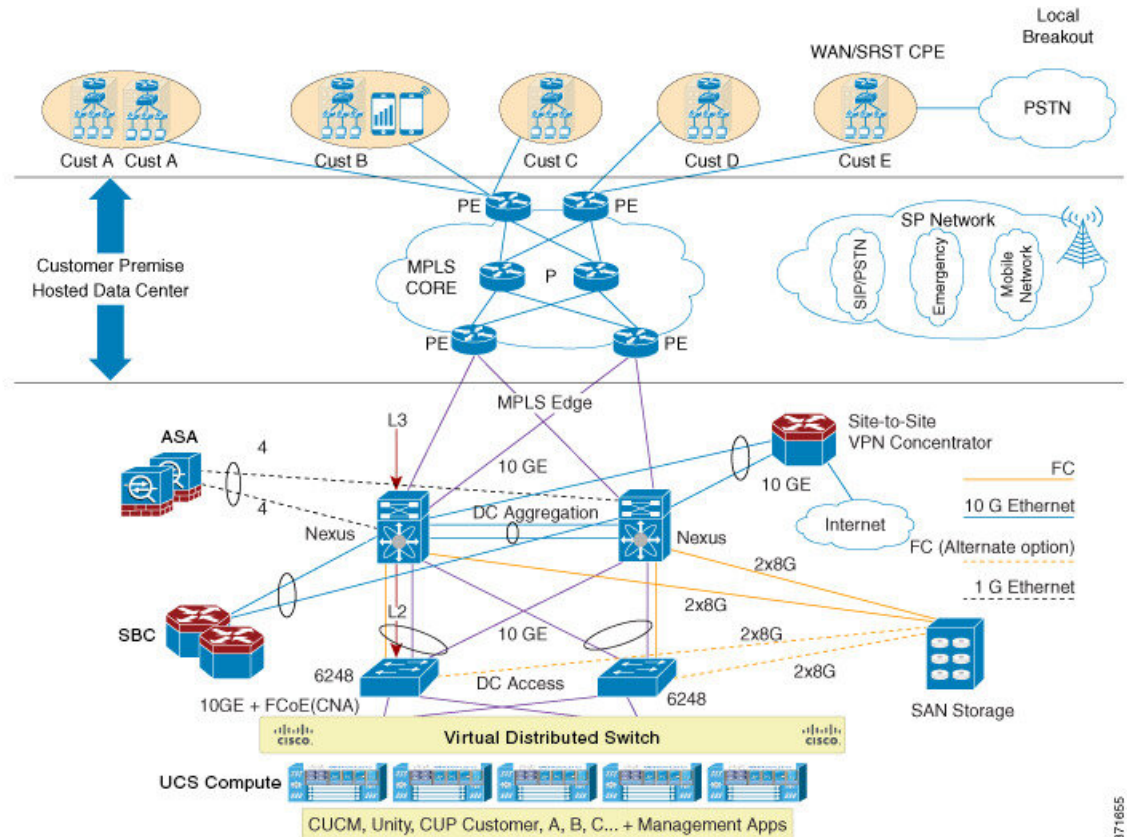 Local
Breakout
WAN/SRST CPE
PSTN
Cust A
Cust A
Cust B
Cust C
Cust D
Cust E
PE
PE
SP Network
SIP/PSTN
Emergency
Mobile
Network
Customer Premise
Hosted Data Center
MPLS
CORE
P
PE
PE
MPLS Edge
L3
ASA
4
4
10 GE
Site-to-Site
VPN Concentrator
10 GE
Internet
FC
10 G Ethernet
FC (Alternate option)
1 G Ethernet
Nexus
DC Aggregation
Nexus
2x8G
2x8G
L2
SBC
10 GE
2x8G
2x8G
6248
DC Access
6248
SAN Storage
10GE + FCoE(CNA)
CISCO.
Virtual Distributed Switch
CISCO.
UCS Compute
CUCM, Unity, CUP Customer, A, B, C... + Management Apps